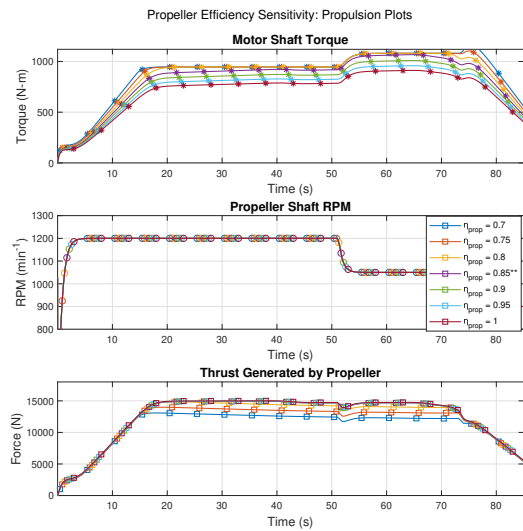 Propeller Efficiency Sensitivity: Propulsion Plots
Motor Shaft Torque
Torque (N-m)
1000
500
0
10 20 30 40 50 60 70 80
Time (s)
Propeller Shaft RPM
RPM (min-1)
1300
1200
1100
1000
900
800
10 20 30 40 50 60 70 80
Time (s)
ηprop = 0.7
ηprop = 0.75
ηprop = 0.8
ηprop = 0.85**
ηprop = 0.9
ηprop = 0.95
ηprop = 1
Thrust Generated by Propeller
Force (N)
15000
10000
5000
0
10 20 30 40 50 60 70 80
Time (s)